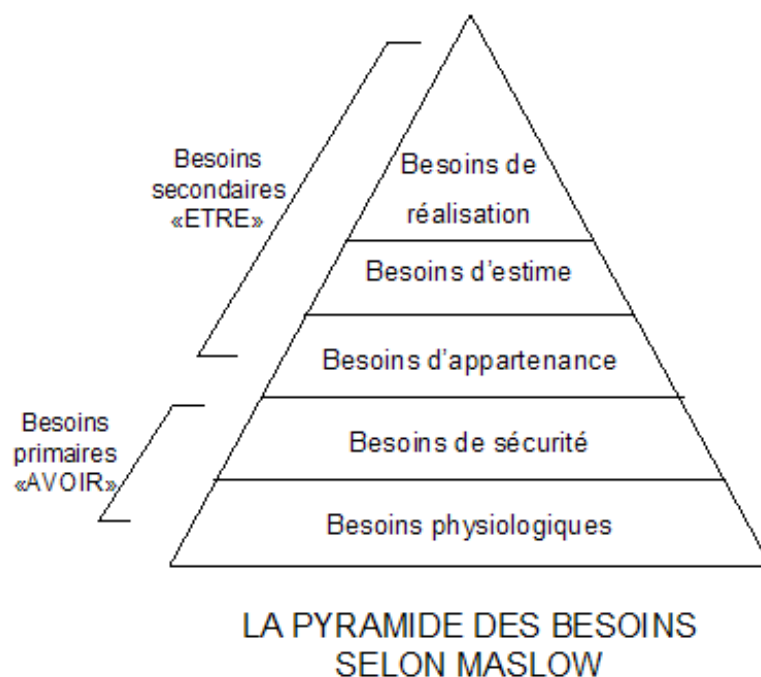 Besoins de
réalisation
Besoins
secondaires
«ETRE»
Besoins d'estime
Besoins d'appartenance
Besoins
primaires
«AVOIR»
Besoins de sécurité
Besoins physiologiques
LA PYRAMIDE DES BESOINS
SELON MASLOW